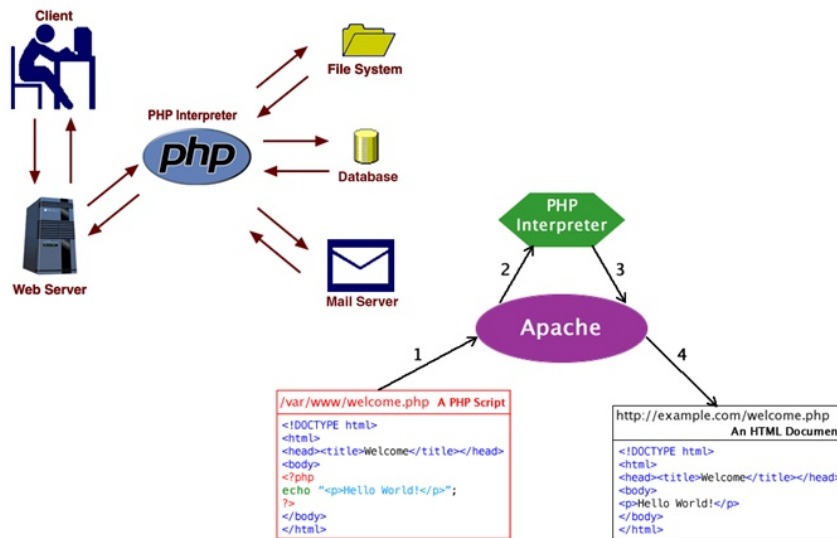 Client
File System
PHP Interpreter
php
Database
Web Server
Mail Server
PHP
Interpreter
2
3
Apache
1
4
/var/www/welcome.php A PHP Script
<!DOCTYPE html>
<html>
<head><title>Welcome</title></head>
<body>
<?php
echo “<p>Hello World!</p>”;
?>
</body>
</html>
http://example.com/welcome.php
An HTML Documen
<!DOCTYPE html>
<html>
<head><title>Welcome</title></head>
<body>
<p>Hello World!</p>
</body>
</html>